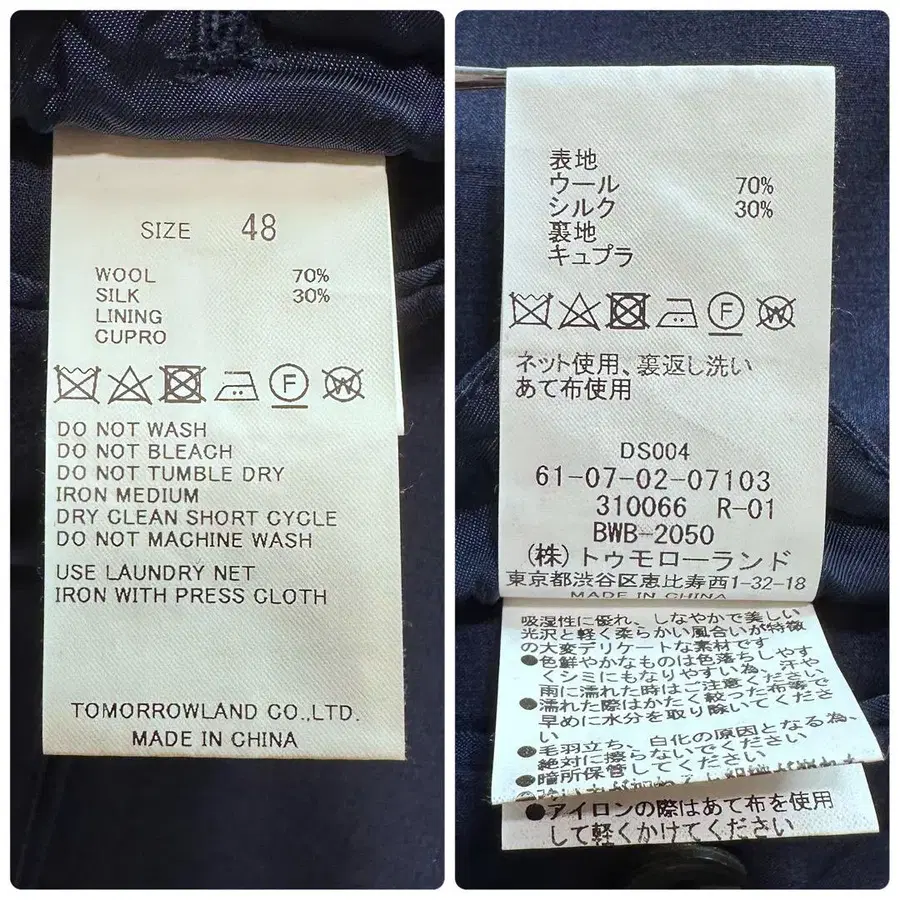 SIZE 48
WOOL 70%
SILK 30%
LINING
CUPRO
F W
DO NOT WASH
DO NOT BLEACH
DO NOT TUMBLE DRY
IRON MEDIUM
DRY CLEAN SHORT CYCLE
DO NOT MACHINE WASH
USE LAUNDRY NET
IRON WITH PRESS CLOTH
TOMORROWLAND CO.,LTD.
MADE IN CHINA
表地
ウール 70%
シルク 30%
裏地
キュプラ
F W
ネット使用、裏返し洗い
あて布使用
DS004
61-07-02-07103
310066 R-01
BWB-2050
(株)トゥモローランド
東京都渋谷区恵比寿西1-32-18
MADE IN CHINA
吸湿性に優れ、しなやかで美しい
光沢と軽く柔らかい風合いが特徴
の大変デリケートな素材です
●色鮮やかなものは色落ちしやす
くシミにもなりやすい為、汗や
雨に濡れた時はご注意ください
●濡れた際はかたく絞った布等で
早めに水分を取り除いてくださ
い
●毛羽立ち、白化の原因となる為、
絶対に擦らないでください
●暗所保管してください
●アイロンの際はあて布を使用
して軽くかけてください